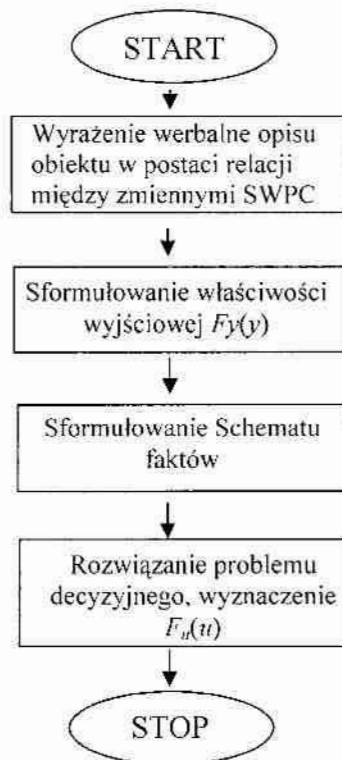 START
Wyrażenie werbalne opisu
obiektu w postaci relacji
między zmiennymi SWPC
Sformułowanie właściwości
wyjściowej Fy(y)
Sformułowanie Schematu
faktów
Rozwiązanie problemu
decyzyjnego, wyznaczenie
Fu(u)
STOP